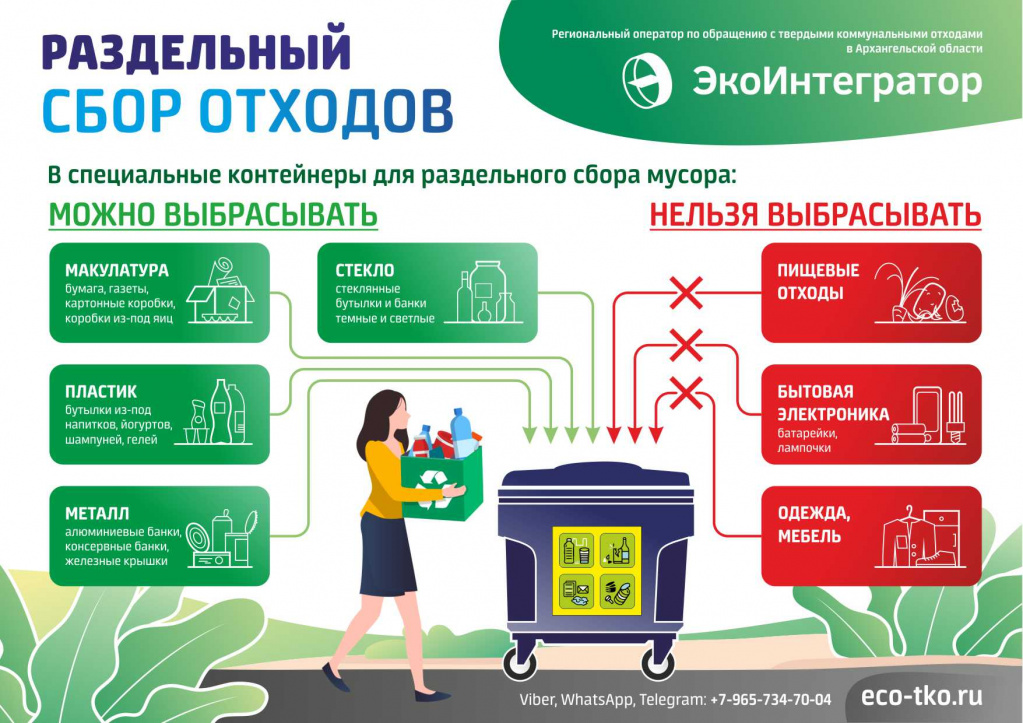 РАЗДЕЛЬНЫЙ
СБОР ОТХОДОВ
Региональный оператор по обращению с твердыми коммунальными отходами
в Архангельской области
ЭкоИнтегратор
В специальные контейнеры для раздельного сбора мусора:
МОЖНО ВЫБРАСЫВАТЬ
НЕЛЬЗЯ ВЫБРАСЫВАТЬ
МАКУЛАТУРА
бумага, газеты,
картонные коробки,
коробки из-под яиц
СТЕКЛО
стеклянные
бутылки и банки
темные и светлые
ПИЩЕВЫЕ
ОТХОДЫ
ПЛАСТИК
бутылки из-под
напитков, йогуртов,
шампуней, гелей
БЫТОВАЯ
ЭЛЕКТРОНИКА
батарейки,
лампочки
МЕТАЛЛ
алюминиевые банки,
консервные банки,
железные крышки
ОДЕЖДА,
МЕБЕЛЬ
Viber, WhatsApp, Telegram: +7-965-734-70-04
eco-tko.ru